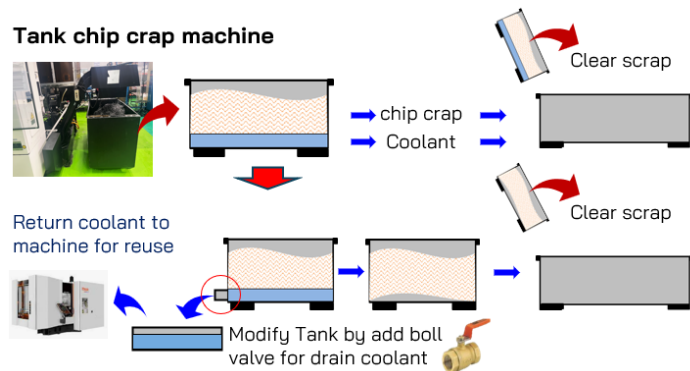 Tank chip crap machine
Clear scrap
chip crap
Coolant
Clear scrap
Return coolant to
machine for reuse
Modify Tank by add boll
valve for drain coolant